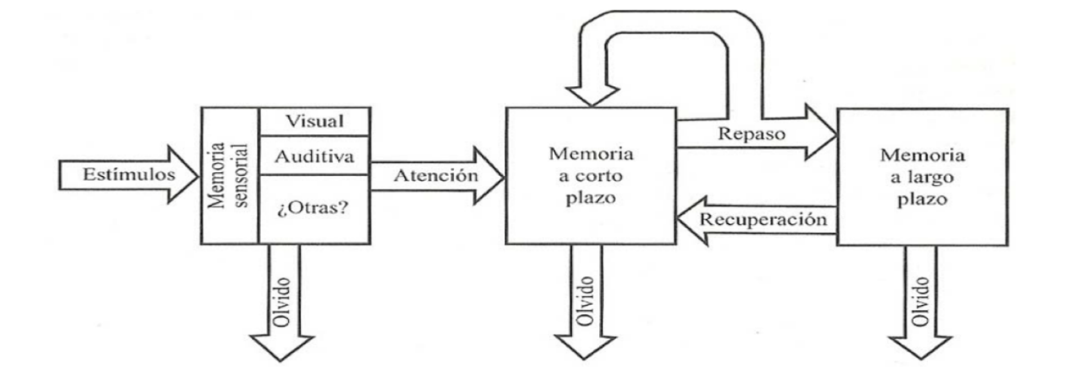 Estímulos
Memoria
sensorial
Visual
Auditiva
¿Otras?
Atención
Memoria
a corto
plazo
Repaso
Recuperación
Memoria
a largo
plazo
Olvido
Olvido
Olvido